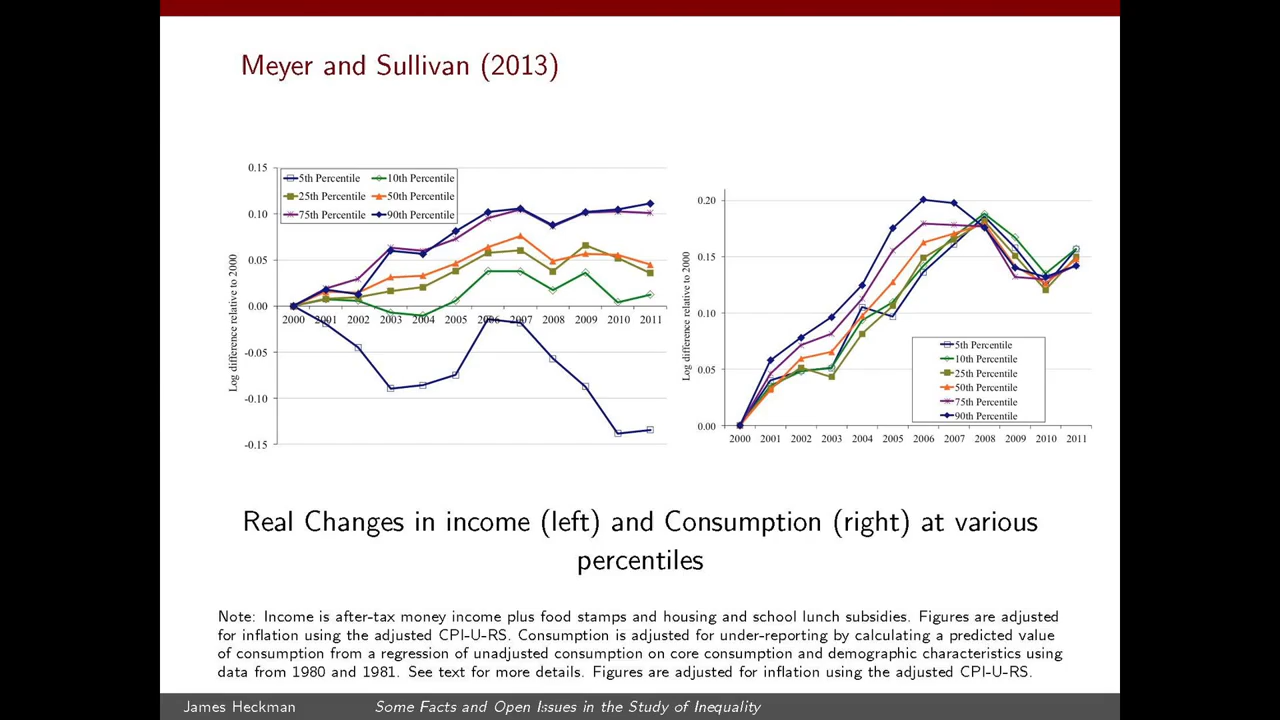 Meyer and Sullivan (2013)
0.15
0.10
0.05
0.00
-0.05
-0.10
-0.15
Log difference relative to 2000
5th Percentile 10th Percentile
25th Percentile 50th Percentile
75th Percentile 90th Percentile
2000 2001 2002 2003 2004 2005 2006 2007 2008 2009 2010 2011
0.20
0.15
0.10
0.05
0.00
Log difference relative to 2000
5th Percentile
10th Percentile
25th Percentile
50th Percentile
75th Percentile
90th Percentile
2000 2001 2002 2003 2004 2005 2006 2007 2008 2009 2010 2011
Real Changes in income (left) and Consumption (right) at various
percentiles
Note: Income is after-tax money income plus food stamps and housing and school lunch subsidies. Figures are adjusted
for inflation using the adjusted CPI-U-RS. Consumption is adjusted for under-reporting by calculating a predicted value
of consumption from a regression of unadjusted consumption on core consumption and demographic characteristics using
data from 1980 and 1981. See text for more details. Figures are adjusted for inflation using the adjusted CPI-U-RS.
James Heckman Some Facts and Open Issues in the Study of Inequality